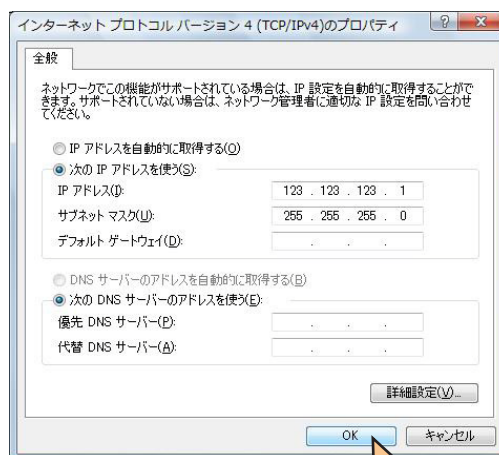 インターネット プロトコル バージョン 4 (TCP/IPv4)のプロパティ
全般
ネットワークでこの機能がサポートされている場合は、IP 設定を自動的に取得することがで
きます。サポートされていない場合は、ネットワーク管理者に適切な IP 設定を問い合わせ
てください。
IP アドレスを自動的に取得する(O)
次の IP アドレスを使う(S):
IP アドレス(I): 123 . 123 . 123 . 1
サブネット マスク(U): 255 . 255 . 255 . 0
デフォルト ゲートウェイ(D): . . .
DNS サーバーのアドレスを自動的に取得する(B)
次の DNS サーバーのアドレスを使う(E):
優先 DNS サーバー(P): . . .
代替 DNS サーバー(A): . . .
詳細設定(V)...
OK キャンセル